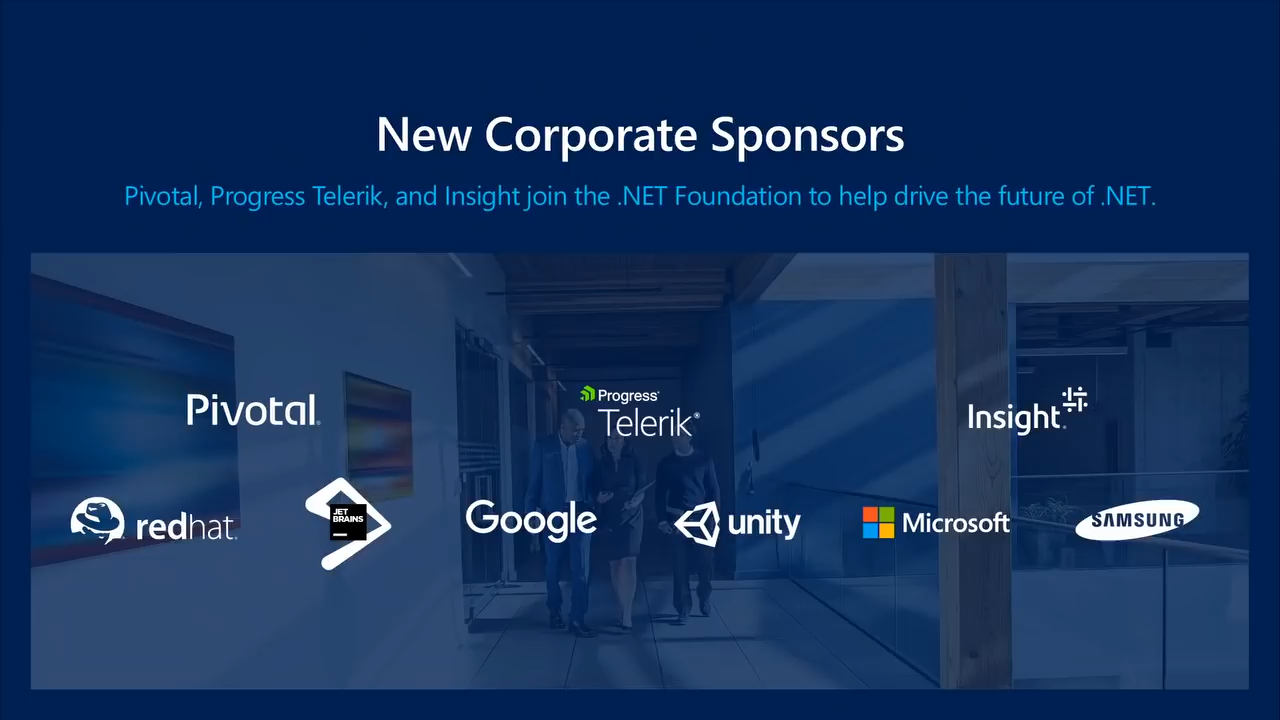 New Corporate Sponsors
Pivotal, Progress Telerik, and Insight join the .NET Foundation to help drive the future of .NET.
Pivotal
Progress®
Telerik®
Insight
redhat
JET
BRAINS
Google
unity
Microsoft
SAMSUNG